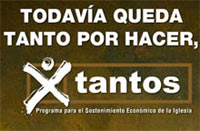 TODAVÍA QUEDA
TANTO POR HACER,
X tantos
Programa para el Sostenimiento Económico de la Iglesia